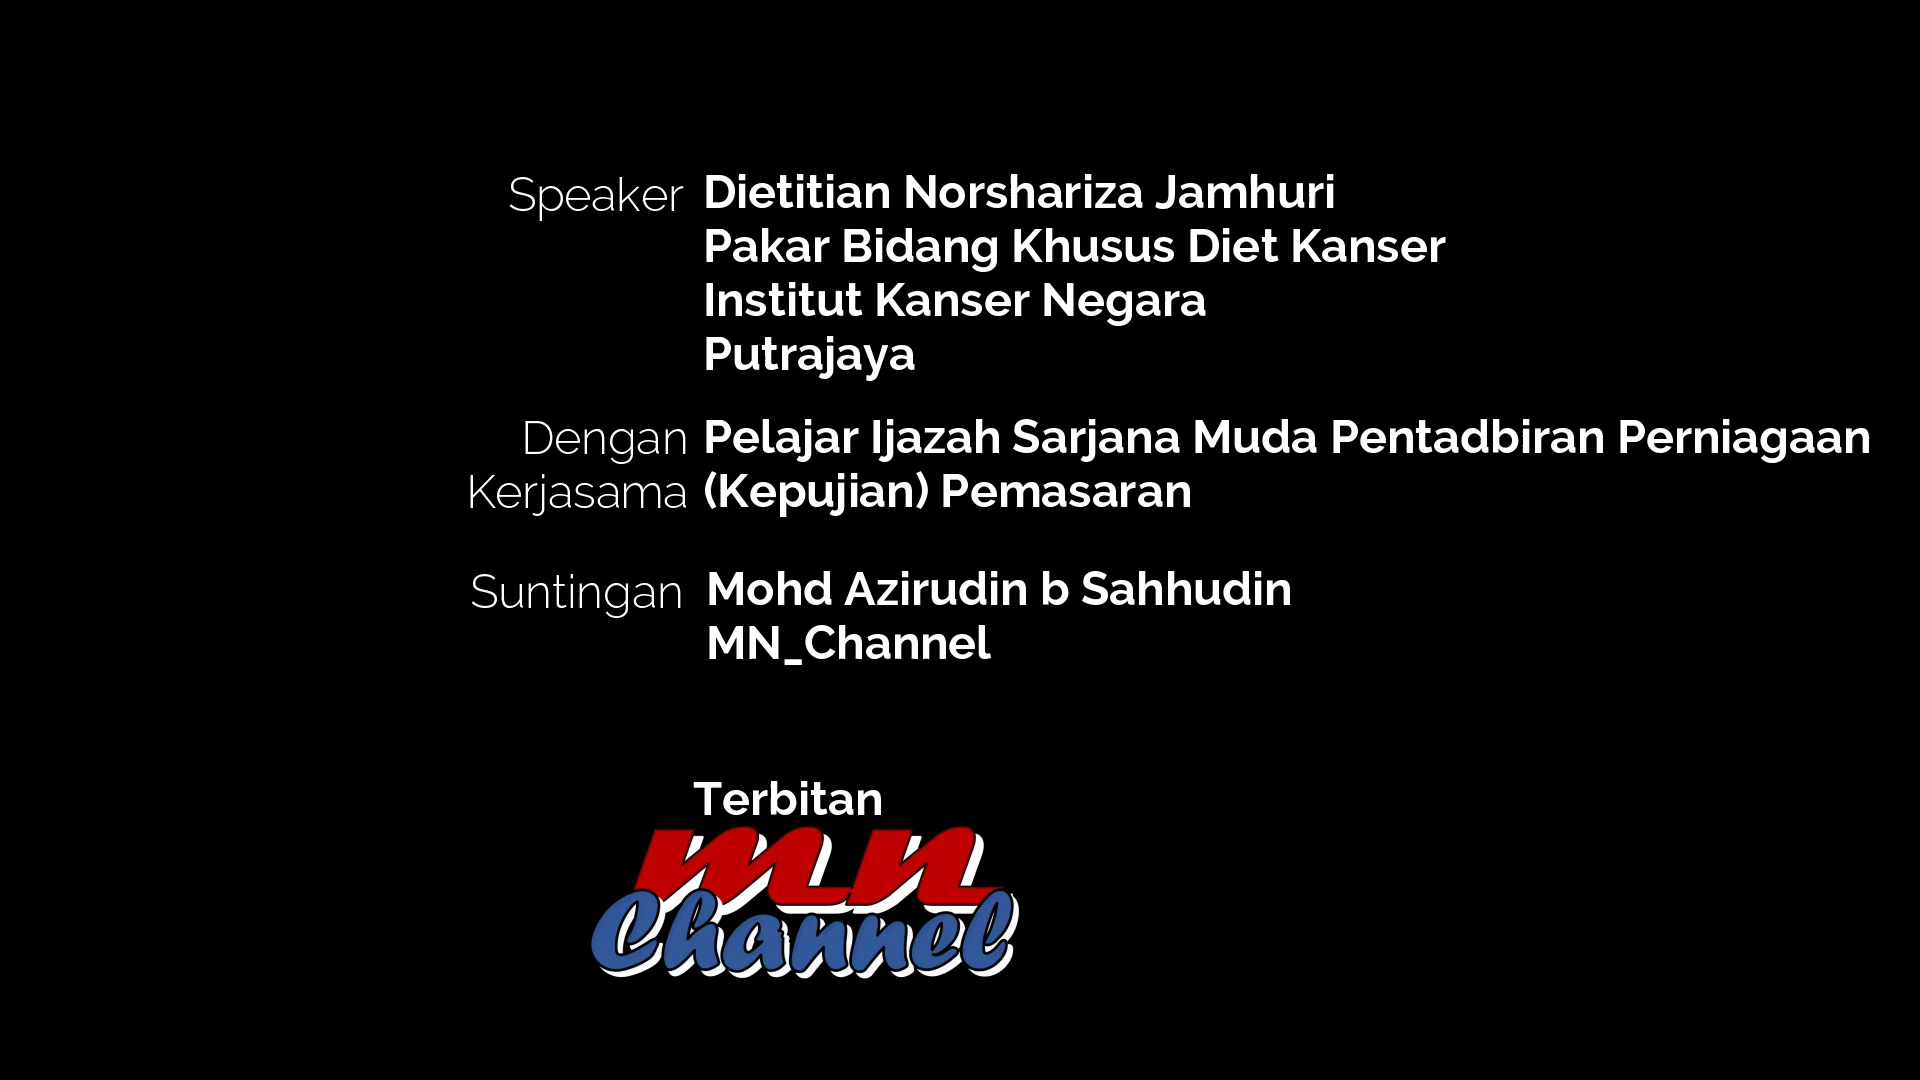 Speaker Dietitian Norshariza Jamhuri
Pakar Bidang Khusus Diet Kanser
Institut Kanser Negara
Putrajaya
Dengan Pelajar Ijazah Sarjana Muda Pentadbiran Perniagaan
Kerjasama (Kepujian) Pemasaran
Suntingan Mohd Azirudin b Sahhudin
MN_Channel
Terbitan
mn
Channel